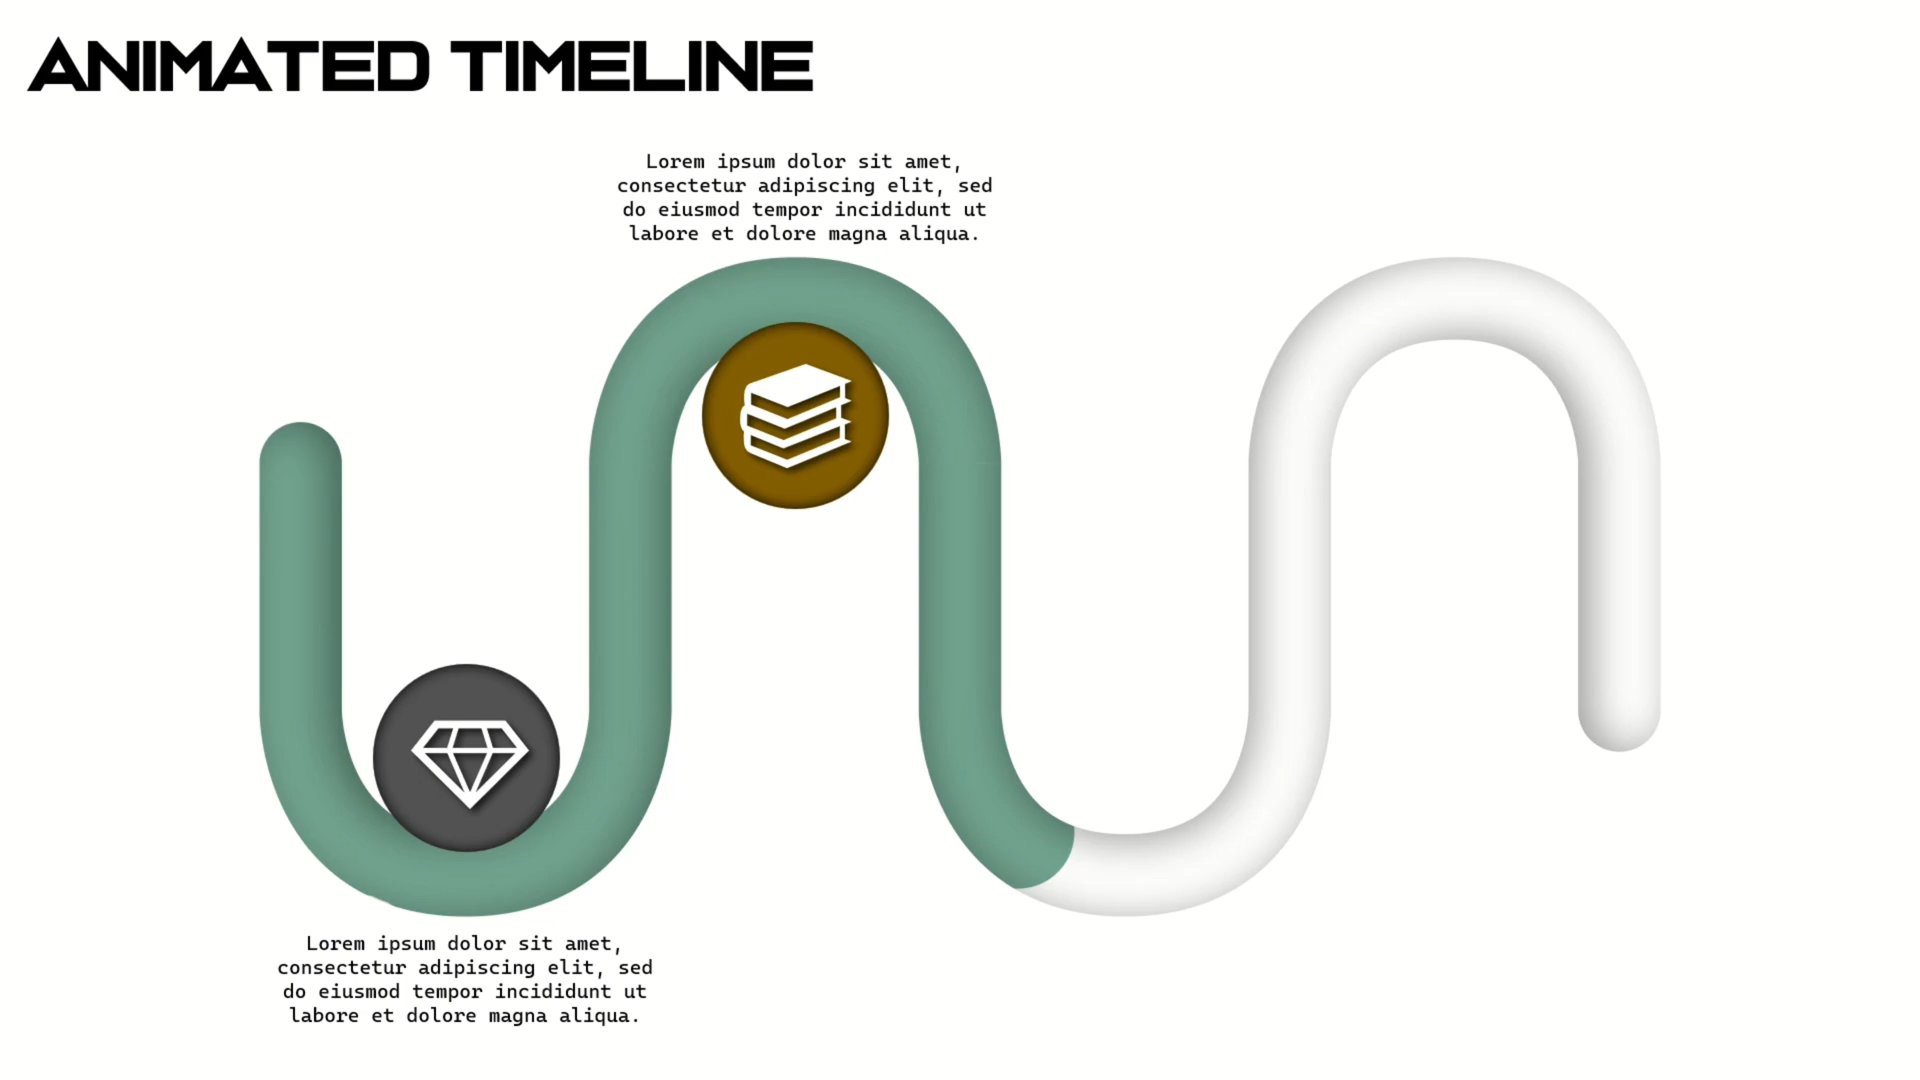 ANIMATED TIMELINE
Lorem ipsum dolor sit amet,
consectetur adipiscing elit, sed
do eiusmod tempor incididunt ut
labore et dolore magna aliqua.
Lorem ipsum dolor sit amet,
consectetur adipiscing elit, sed
do eiusmod tempor incididunt ut
labore et dolore magna aliqua.